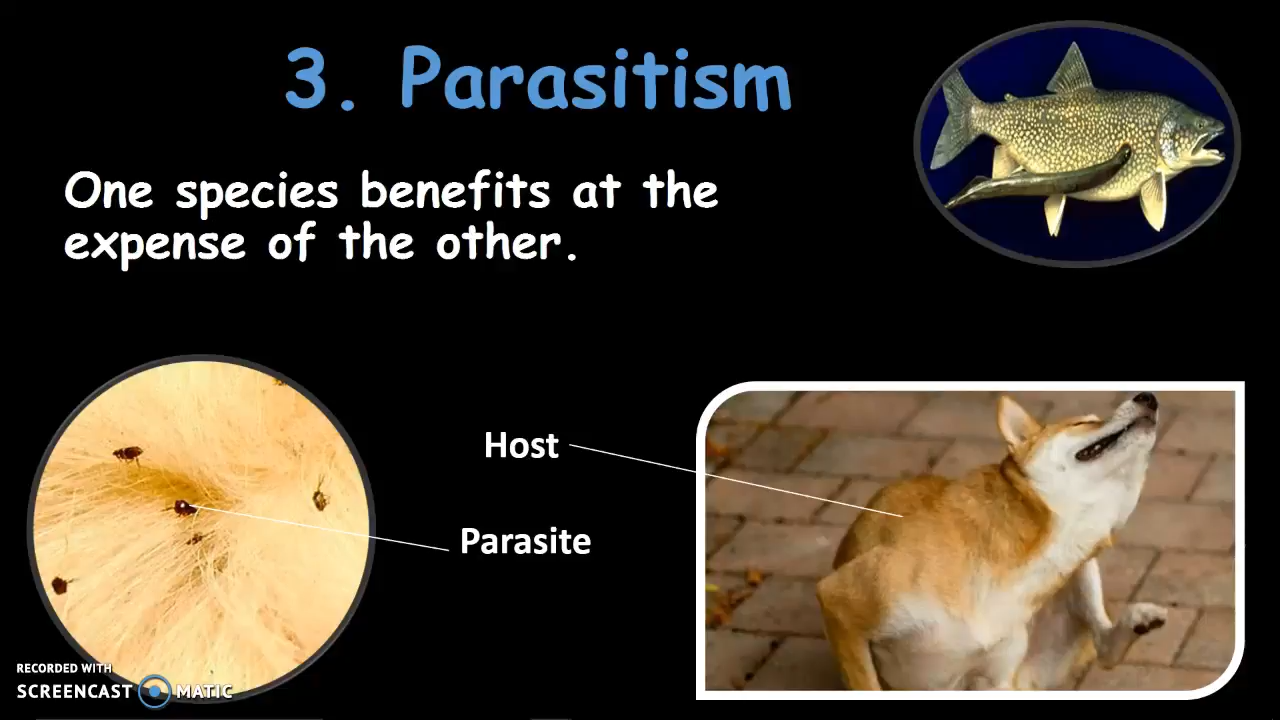 3. Parasitism
One species benefits at the
expense of the other.
Host
Parasite
RECORDED WITH
SCREENCAST MATIC